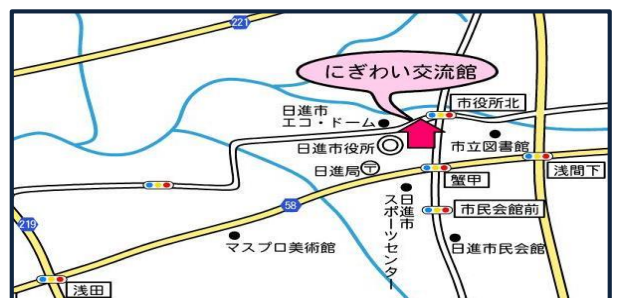 221
にぎわい交流館
日進市
エコ・ドーム
市役所北
日進市役所
市立図書館
日進局
蟹甲
浅間下
58
日進市
スポーツセンター
市民会館前
219
マスプロ美術館
日進市民会館
浅田